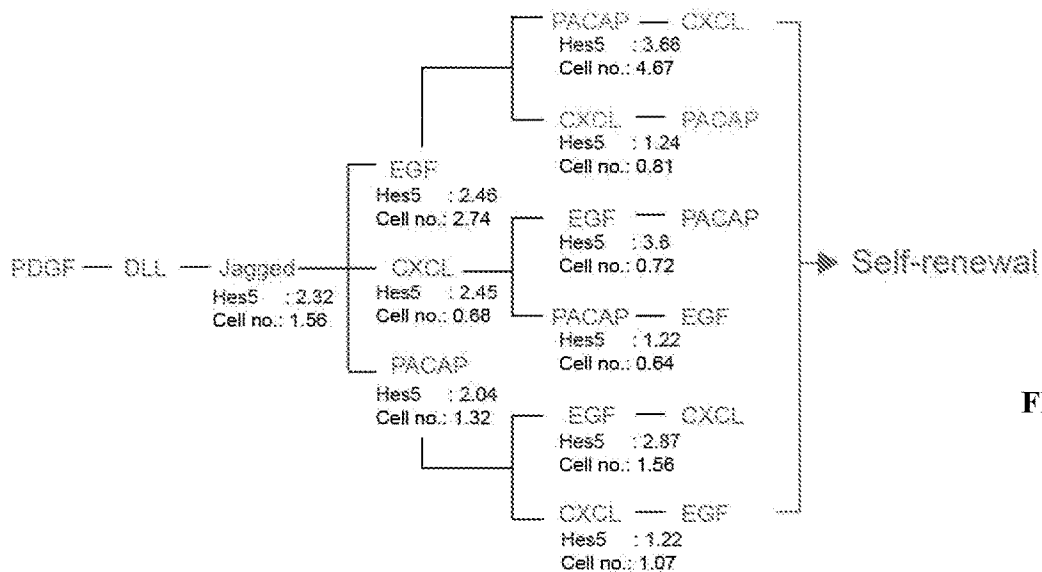 PACAP — CXCL
Hes5 : 3.66
Cell no.: 4.67
CXCL — PACAP
Hes5 : 1.24
Cell no.: 0.81
EGF
Hes5 : 2.46
Cell no.: 2.74
EGF — PACAP
Hes5 : 3.6
Cell no.: 0.72
PDGF — DLL — Jagged
Hes5 : 2.32
Cell no.: 1.56
CXCL
Hes5 : 2.45
Cell no.: 0.68
Self-renewal
PACAP — EGF
Hes5 : 1.22
Cell no.: 0.64
PACAP
Hes5 : 2.04
Cell no.: 1.32
EGF — CXCL
Hes5 : 2.87
Cell no.: 1.56
CXCL — EGF
Hes5 : 1.22
Cell no.: 1.07